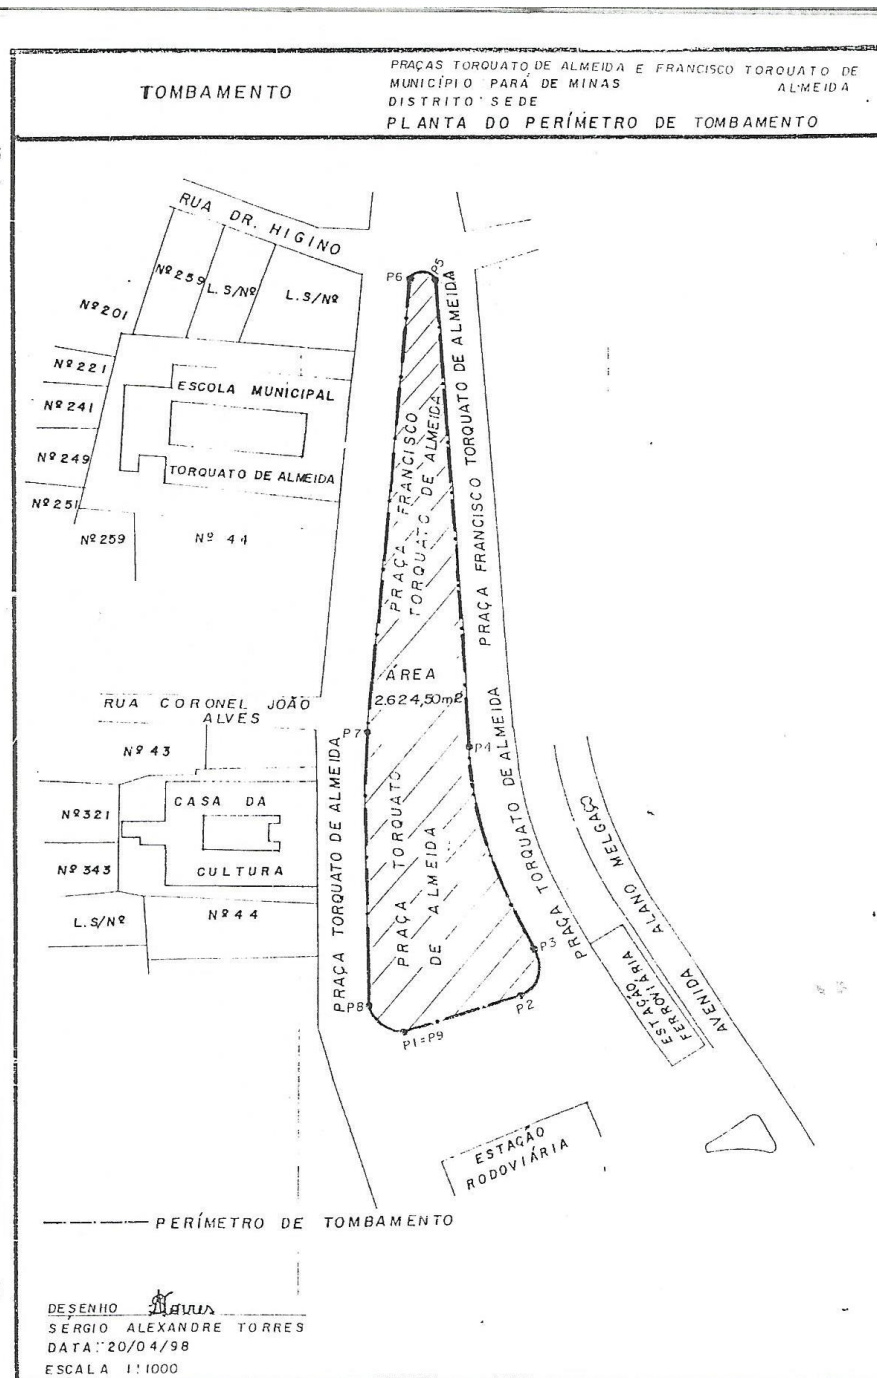 TOMBAMENTO
PRAÇAS TORQUATO DE ALMEIDA E FRANCISCO TORQUATO DE
ALMEIDA
MUNICÍPIO PARÁ DE MINAS
DISTRITO SEDE
PLANTA DO PERÍMETRO DE TOMBAMENTO
RUA DR. HIGINO
Nº 259
L. S/Nº
L. S/Nº
Nº 201
P6
P5
Nº 221
Nº 241
Nº 249
Nº 251
Nº 259
ESCOLA MUNICIPAL
TORQUATO DE ALMEIDA
Nº 44
PRAÇA FRANCISCO
TORQUATO DE ALMEIDA
PRAÇA FRANCISCO TORQUATO DE ALMEIDA
ÁREA
2.624,50m2
RUA CORONEL JOÃO
ALVES
P7
P4
Nº 43
CASA DA
CULTURA
Nº 321
Nº 343
L. S/Nº
Nº 44
PRAÇA TORQUATO DE ALMEIDA
PRAÇA TORQUATO
DE ALMEIDA
PRAÇA TORQUATO DE ALMEIDA
AVENIDA ALANO MELGAÇO
P3
P2
P8
P1=P9
ESTAÇÃO
FERROVIÁRIA
ESTAÇÃO
RODOVIÁRIA
PERÍMETRO DE TOMBAMENTO
DESENHO
SÉRGIO ALEXANDRE TORRES
DATA: 20/04/98
ESCALA 1:1000